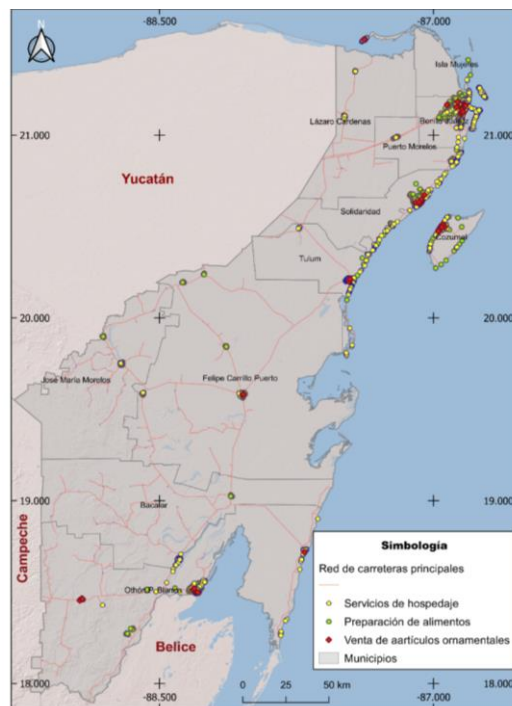 -88.500
-87.000
N
Isla Mujeres
21.000
Lázaro Cardenas
Benito Juárez
21.000
Puerto Morelos
Yucatán
Solidaridad
Cozumel
Tulum
20.000
20.000
José María Morelos
Felipe Carrillo Puerto
19.000
19.000
Bacalar
Campeche
Simbología
Red de carreteras principales
Servicios de hospedaje
Othón P. Blanco
Preparación de alimentos
Venta de aartículos ornamentales
Belice
Municipios
18.000
18.000
-88.500
0 25 50 km
-87.000